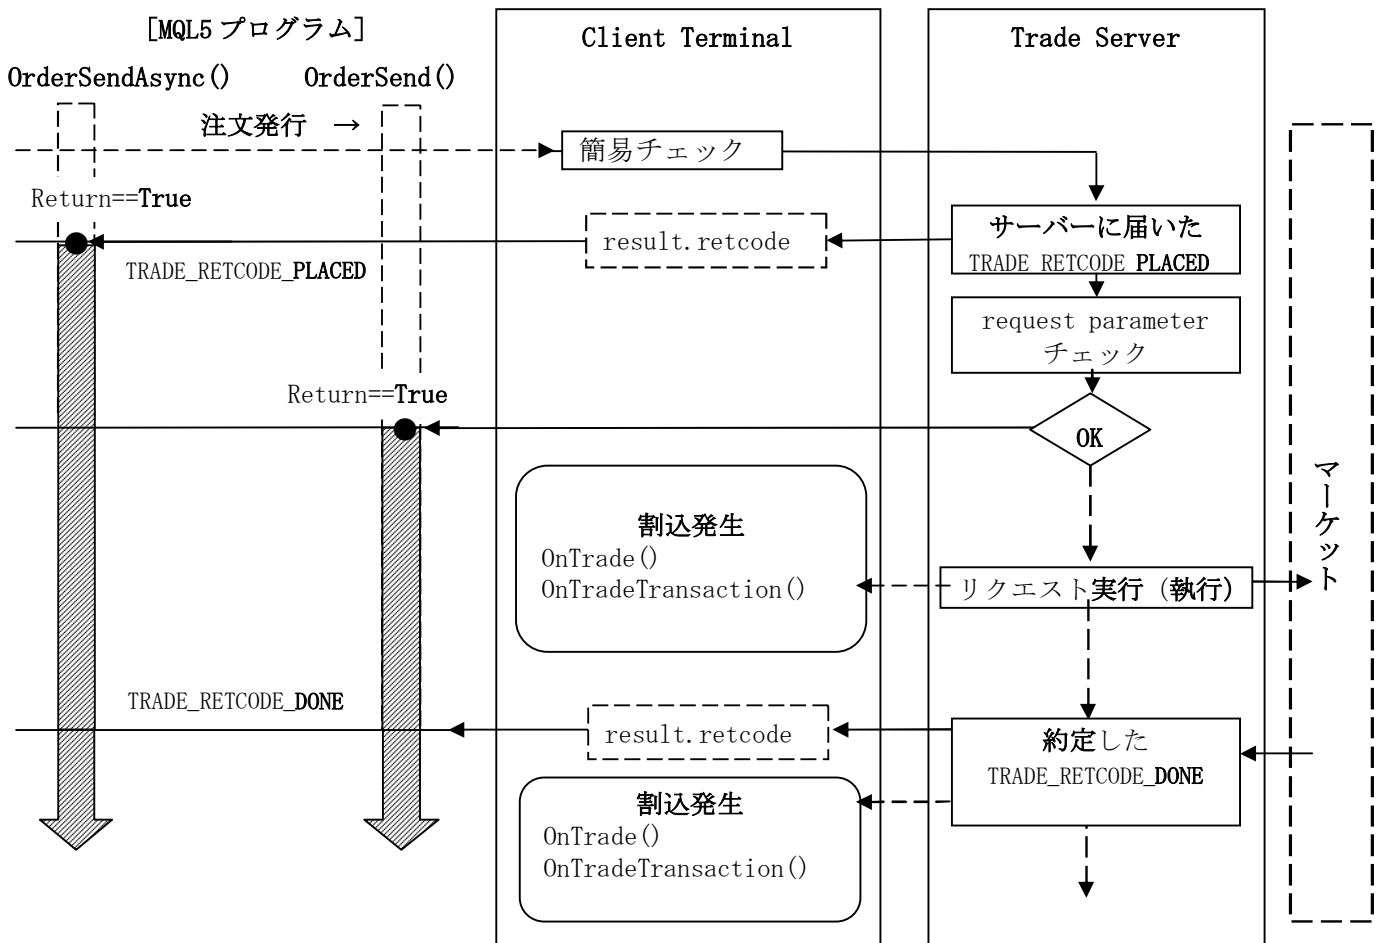 [MQL5 プログラム]
Client Terminal
Trade Server
OrderSendAsync()
OrderSend()
注文発行 →
簡易チェック
Return==True
サーバーに届いた
result.retcode
TRADE_RETCODE_PLACED
TRADE_RETCODE_PLACED
request parameter
チェック
Return==True
OK
マーケット
割込発生
OnTrade()
OnTradeTransaction()
リクエスト実行（執行）
TRADE_RETCODE_DONE
result.retcode
約定した
TRADE_RETCODE_DONE
割込発生
OnTrade()
OnTradeTransaction()